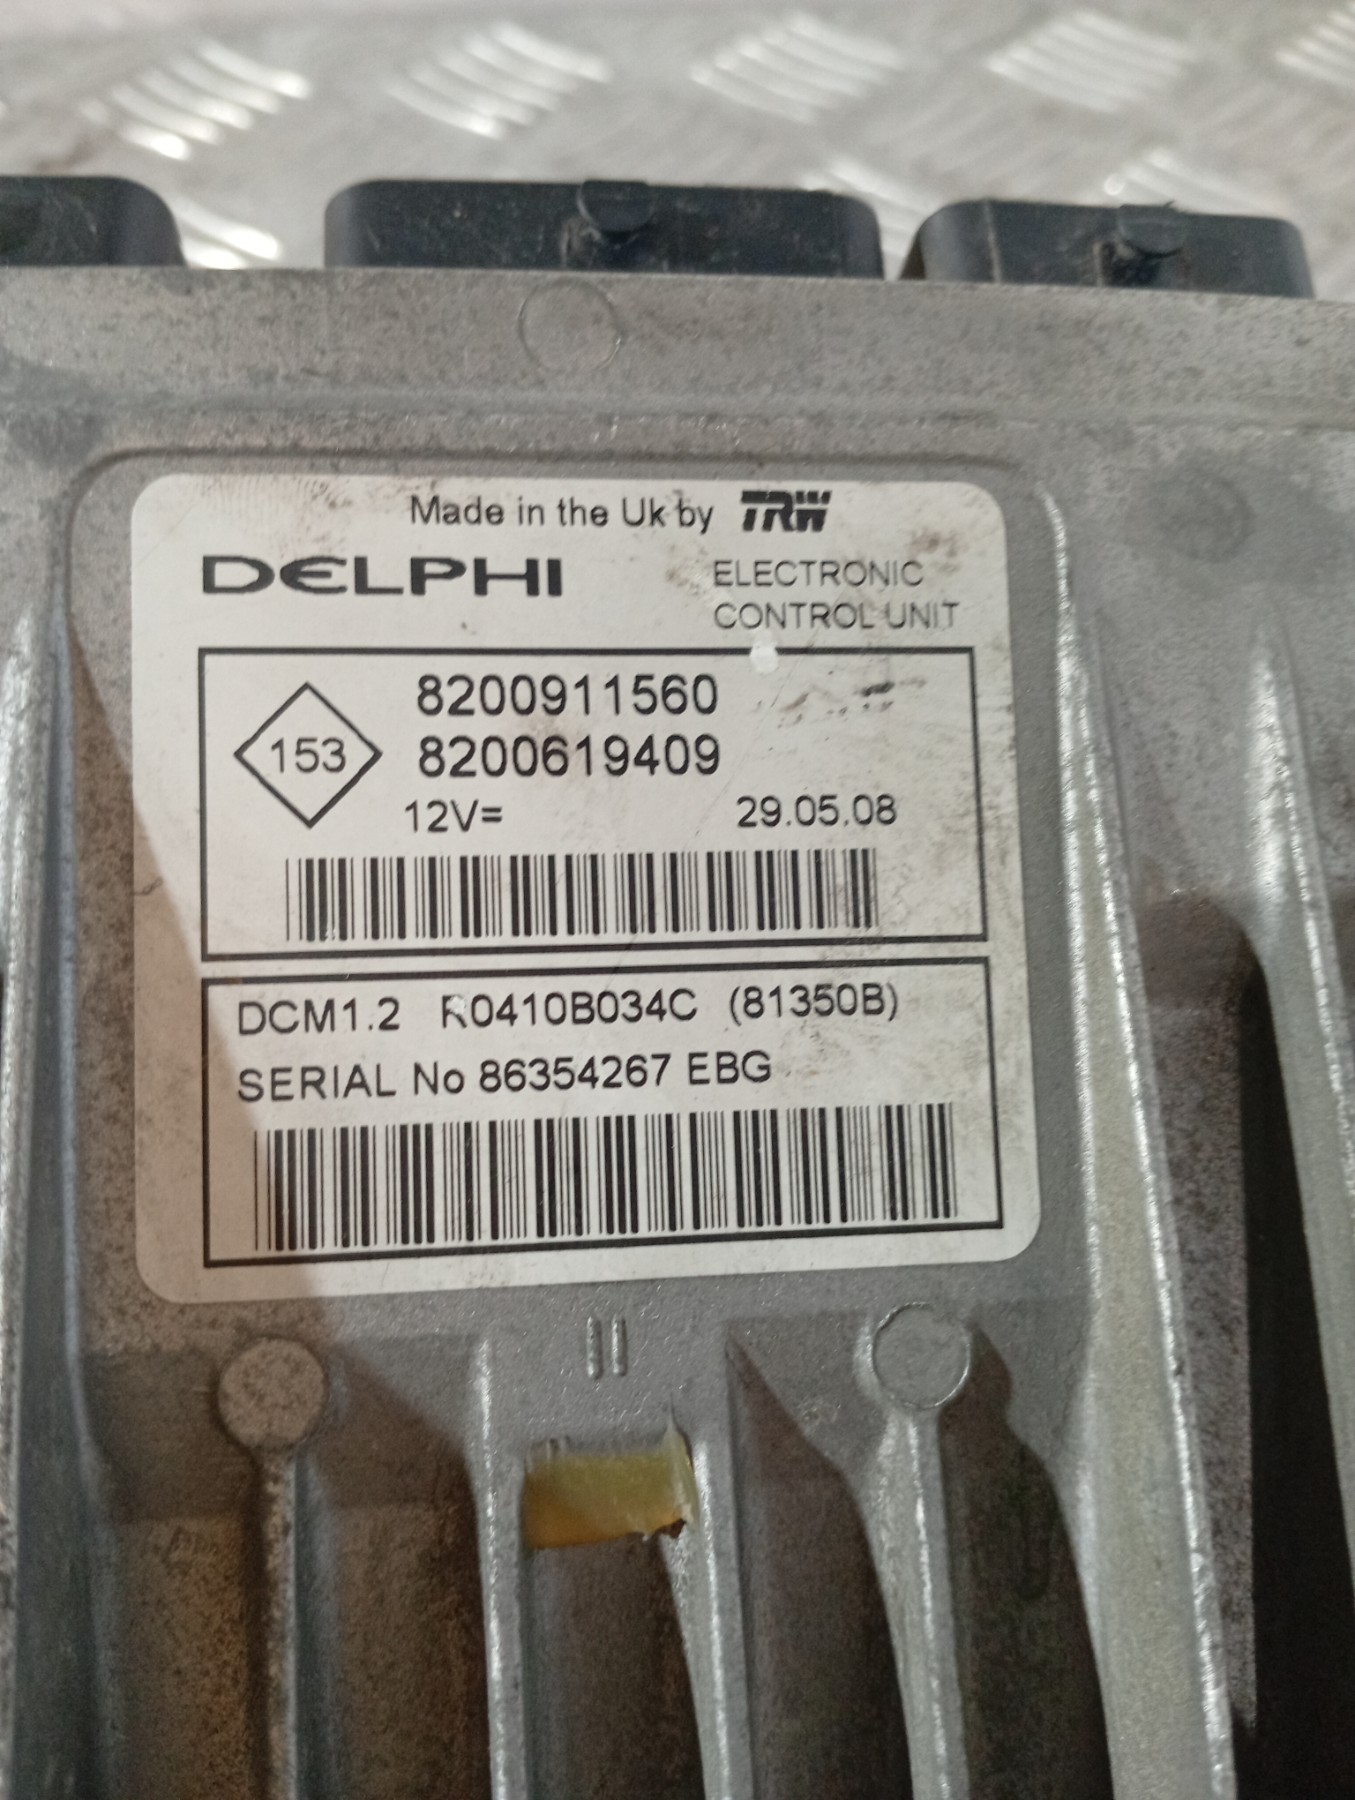 Made in the Uk by TRW
DELPHI
ELECTRONIC
CONTROL UNIT
153
8200911560
8200619409
12V=
29.05.08
DCM1.2 R0410B034C (81350B)
SERIAL No 86354267 EBG